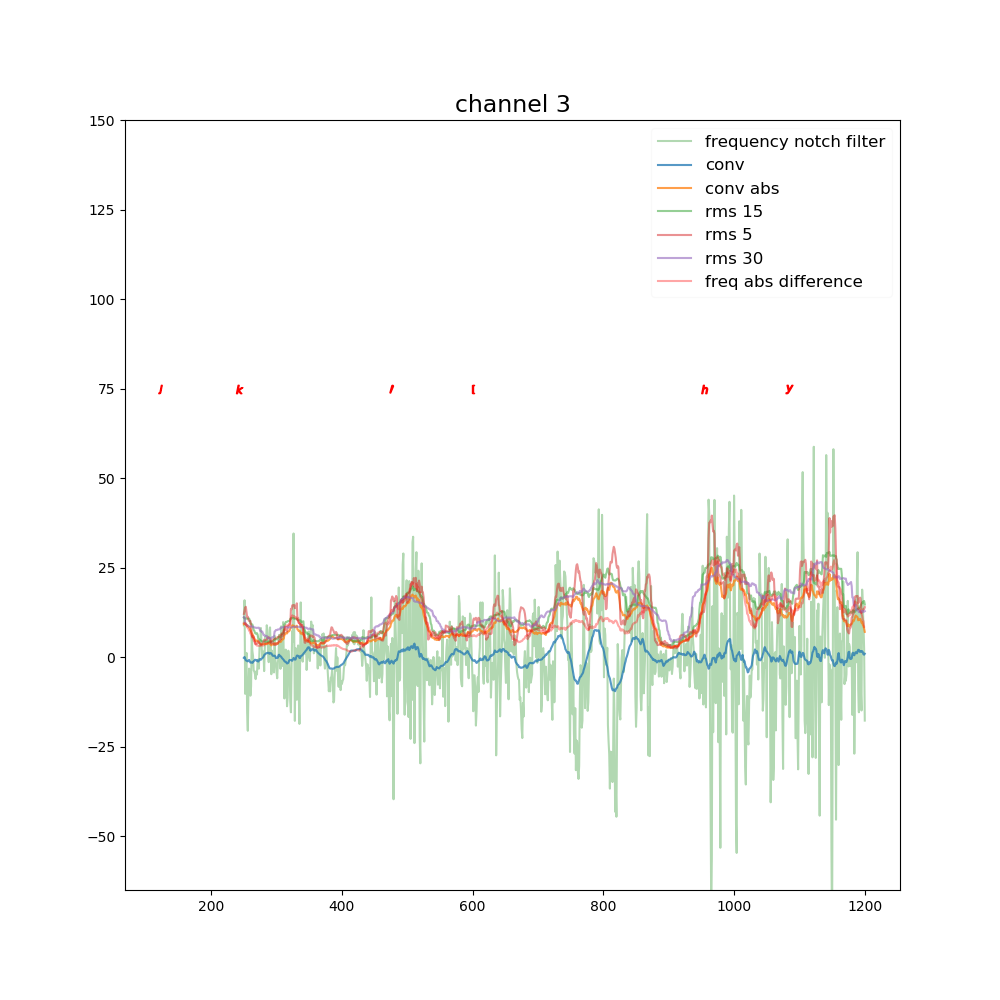 channel 3
150
125
100
75
50
25
0
−25
−50
200 400 600 800 1000 1200
frequency notch filter
conv
conv abs
rms 15
rms 5
rms 30
freq abs difference
j k l [ h y